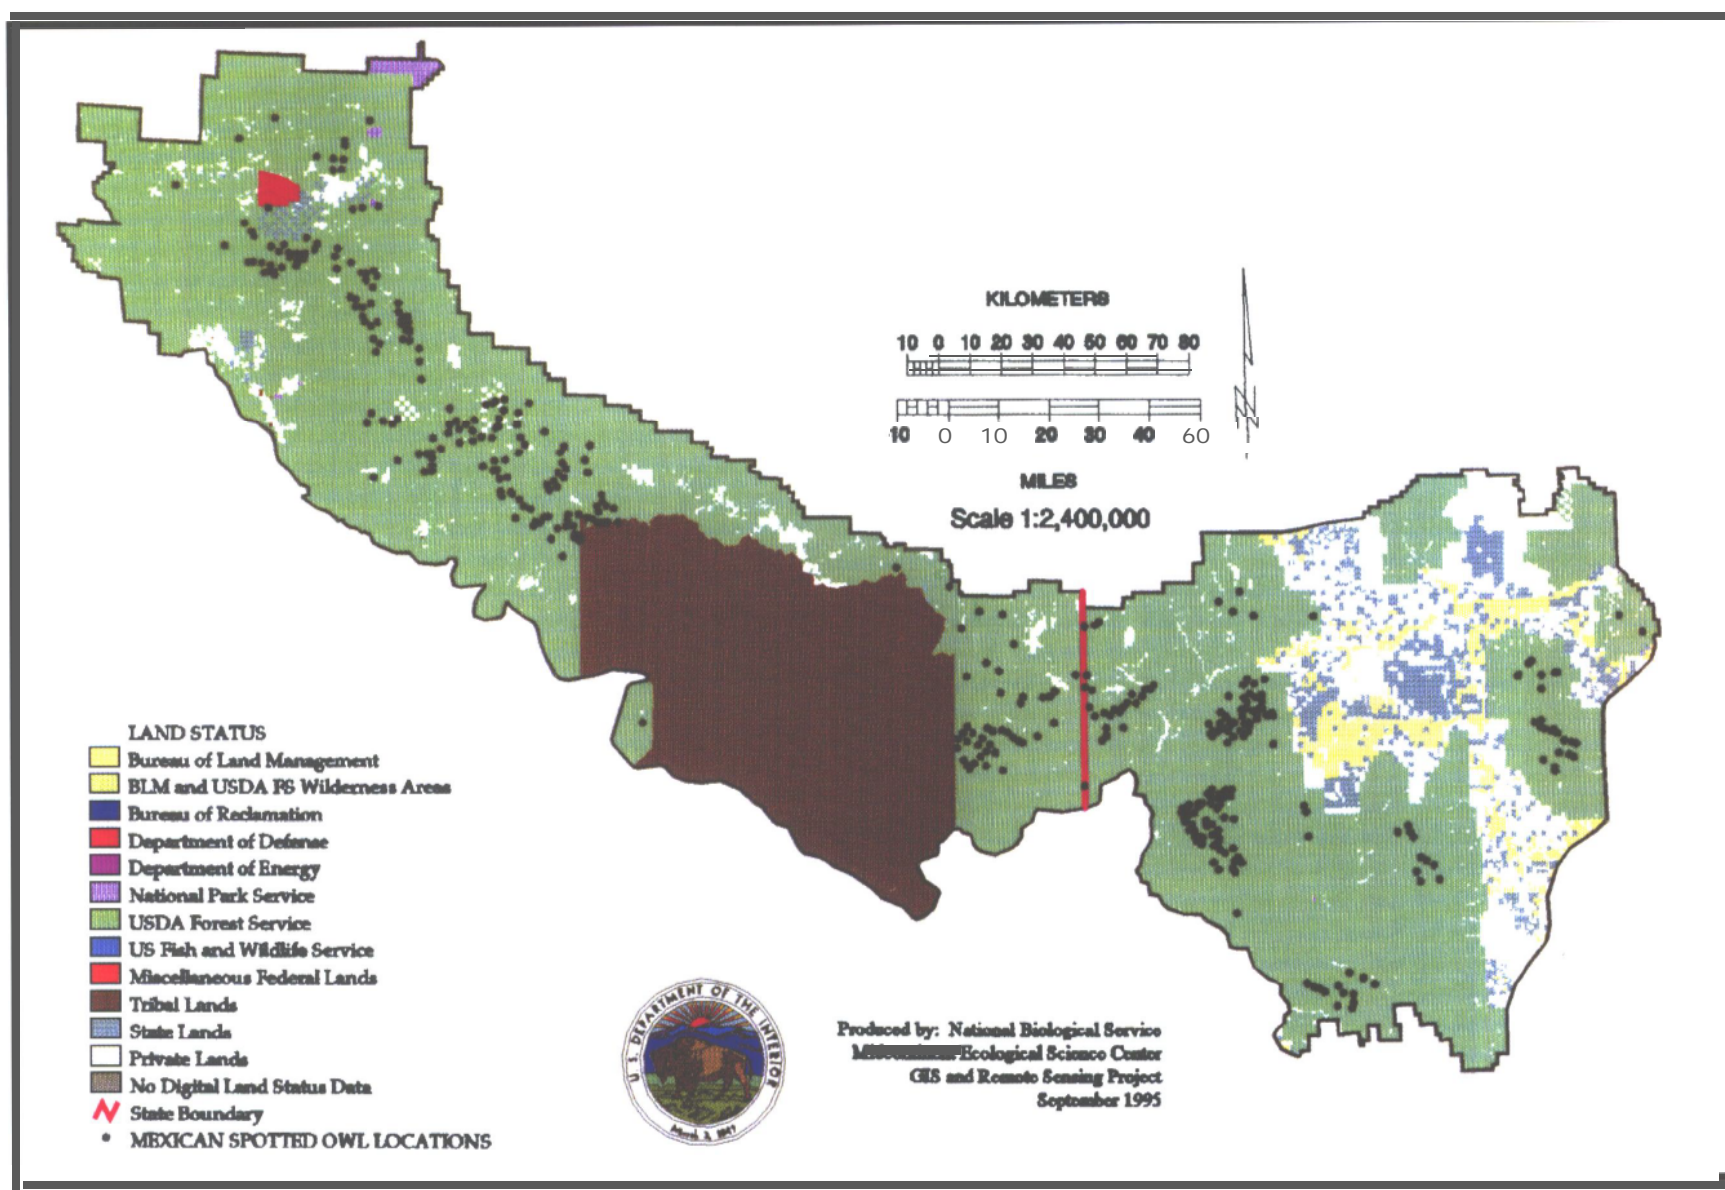 KILOMETERS
10 0 10 20 30 40 50 60 70 80
10 0 10 20 30 40 60
MILES
Scale 1:2,400,000
LAND STATUS
Bureau of Land Management
BLM and USDA FS Wilderness Areas
Bureau of Reclamation
Department of Defense
Department of Energy
National Park Service
USDA Forest Service
US Fish and Wildlife Service
Miscellaneous Federal Lands
Tribal Lands
State Lands
Private Lands
No Digital Land Status Data
State Boundary
MEXICAN SPOTTED OWL LOCATIONS
U. S. DEPARTMENT OF THE INTERIOR
March 3, 1849
Produced by: National Biological Service
Ecological Science Center
GIS and Remote Sensing Project
September 1995